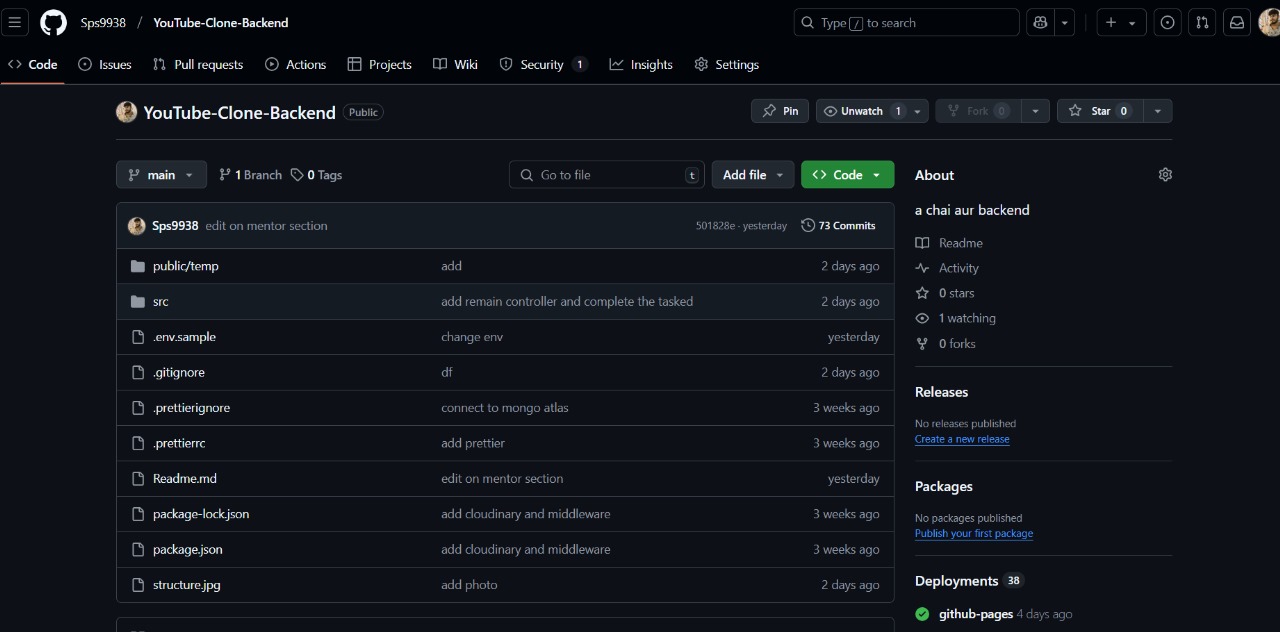 Sps9938 / YouTube-Clone-Backend Type / to search
Code Issues Pull requests Actions Projects Wiki Security 1 Insights Settings
YouTube-Clone-Backend Public Pin Unwatch 1 Fork 0 Star 0
main 1 Branch 0 Tags Go to file t Add file Code
Sps9938 edit on mentor section 501828e · yesterday 73 Commits
public/temp add 2 days ago
src add remain controller and complete the tasked 2 days ago
.env.sample change env yesterday
.gitignore df 2 days ago
.prettierignore connect to mongo atlas 3 weeks ago
.prettierrc add prettier 3 weeks ago
Readme.md edit on mentor section yesterday
package-lock.json add cloudinary and middleware 3 weeks ago
package.json add cloudinary and middleware 3 weeks ago
structure.jpg add photo 2 days ago
About
a chai aur backend
Readme
Activity
0 stars
1 watching
0 forks
Releases
No releases published
Create a new release
Packages
No packages published
Publish your first package
Deployments 38
github-pages 4 days ago